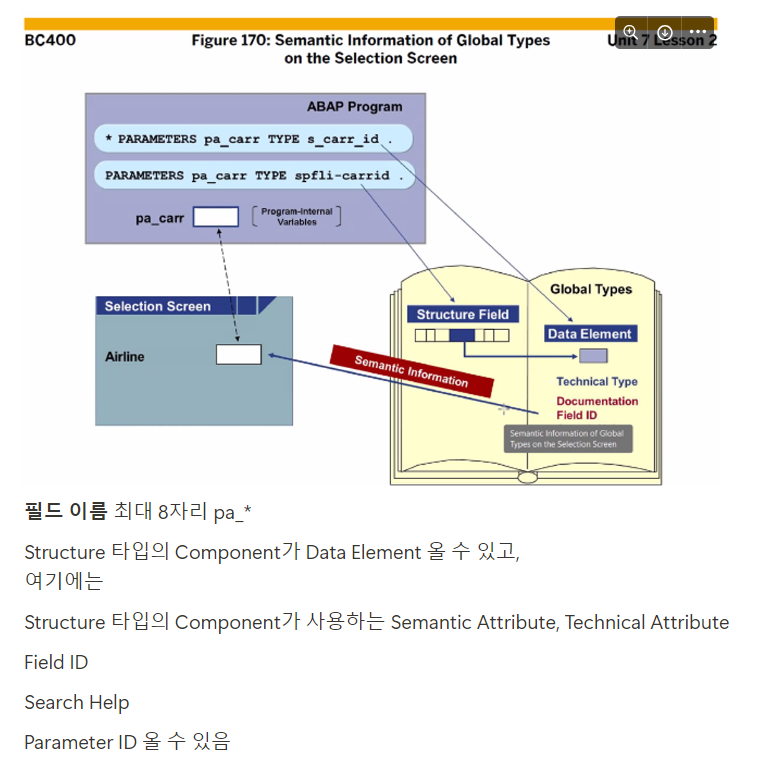 BC400
Figure 170: Semantic Information of Global Types
on the Selection Screen
Unit 7 Lesson 2
ABAP Program
* PARAMETERS pa_carr TYPE s_carr_id .
PARAMETERS pa_carr TYPE spfli-carrid .
pa_carr
Program-Internal
Variables
Selection Screen
Airline
Semantic Information
Global Types
Structure Field
Data Element
Technical Type
Documentation
Field ID
Semantic Information of Global
Types on the Selection Screen
필드 이름 최대 8자리 pa_*
Structure 타입의 Component가 Data Element 올 수 있고,
여기에는
Structure 타입의 Component가 사용하는 Semantic Attribute, Technical Attribute
Field ID
Search Help
Parameter ID 올 수 있음